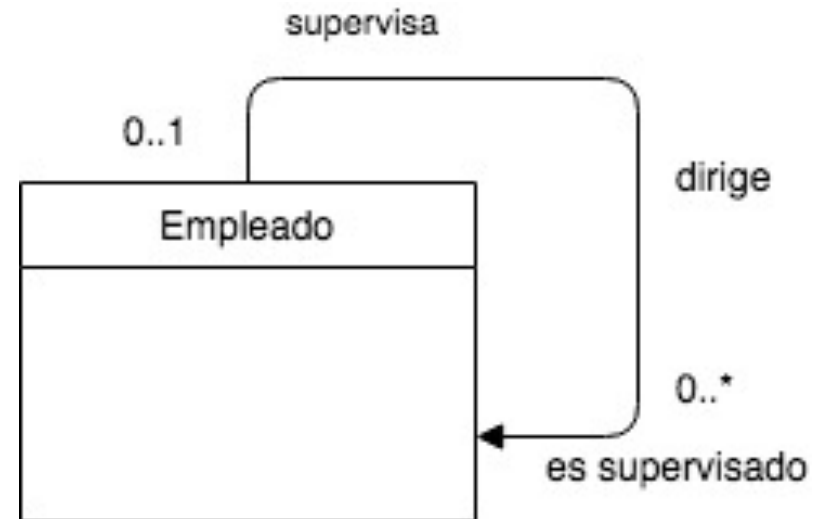 supervisa
0..1
dirige
Empleado
0..*
es supervisado